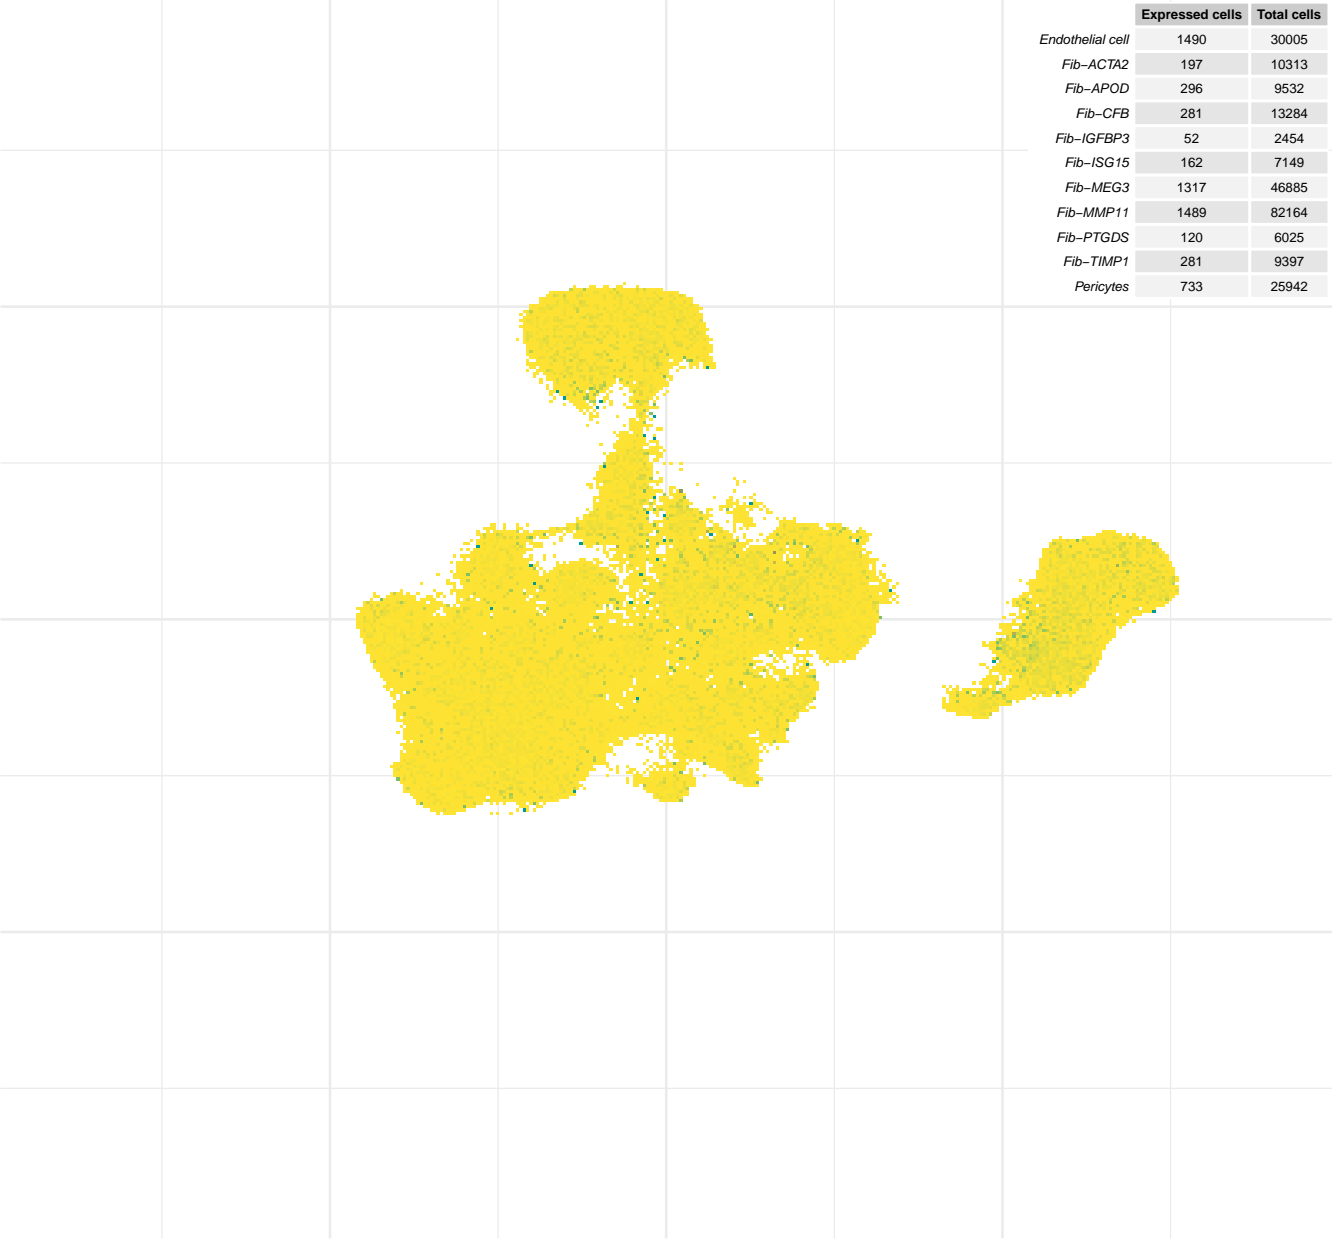 Expressed cells Total cells
Endothelial cell 1490 30005
Fib−ACTA2 197 10313
Fib−APOD 296 9532
Fib−CFB 281 13284
Fib−IGFBP3 52 2454
Fib−ISG15 162 7149
Fib−MEG3 1317 46885
Fib−MMP11 1489 82164
Fib−PTGDS 120 6025
Fib−TIMP1 281 9397
Pericytes 733 25942